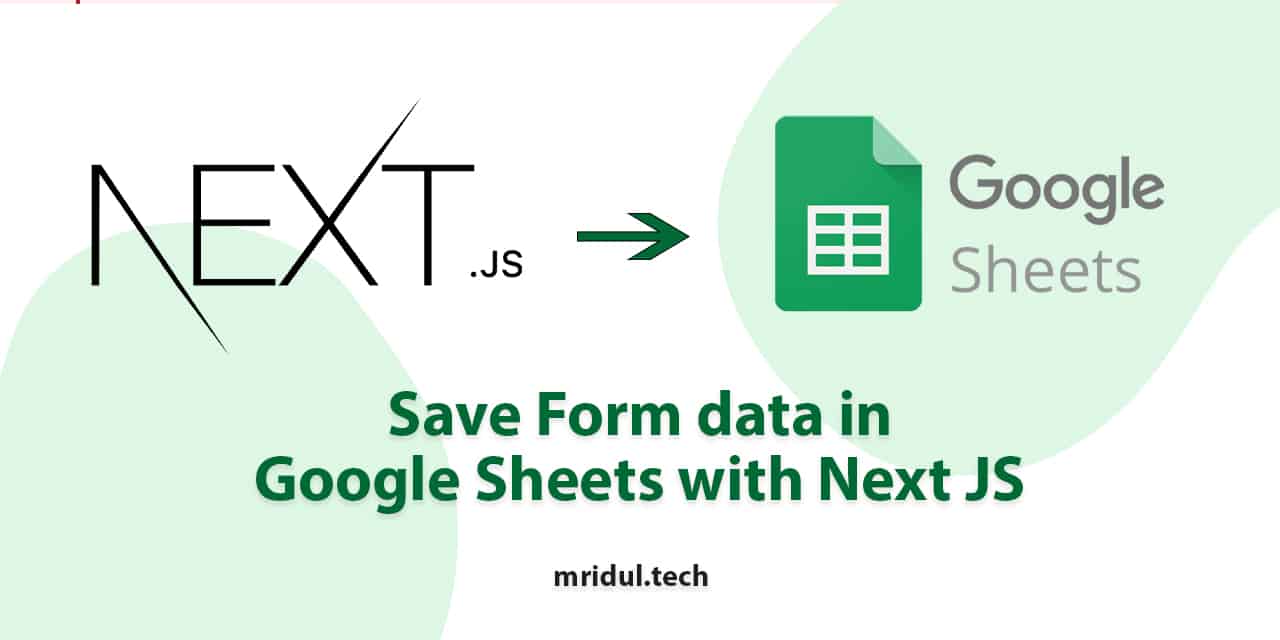 NEXT.JS
Google
Sheets
Save Form data in
Google Sheets with Next JS
mridul.tech